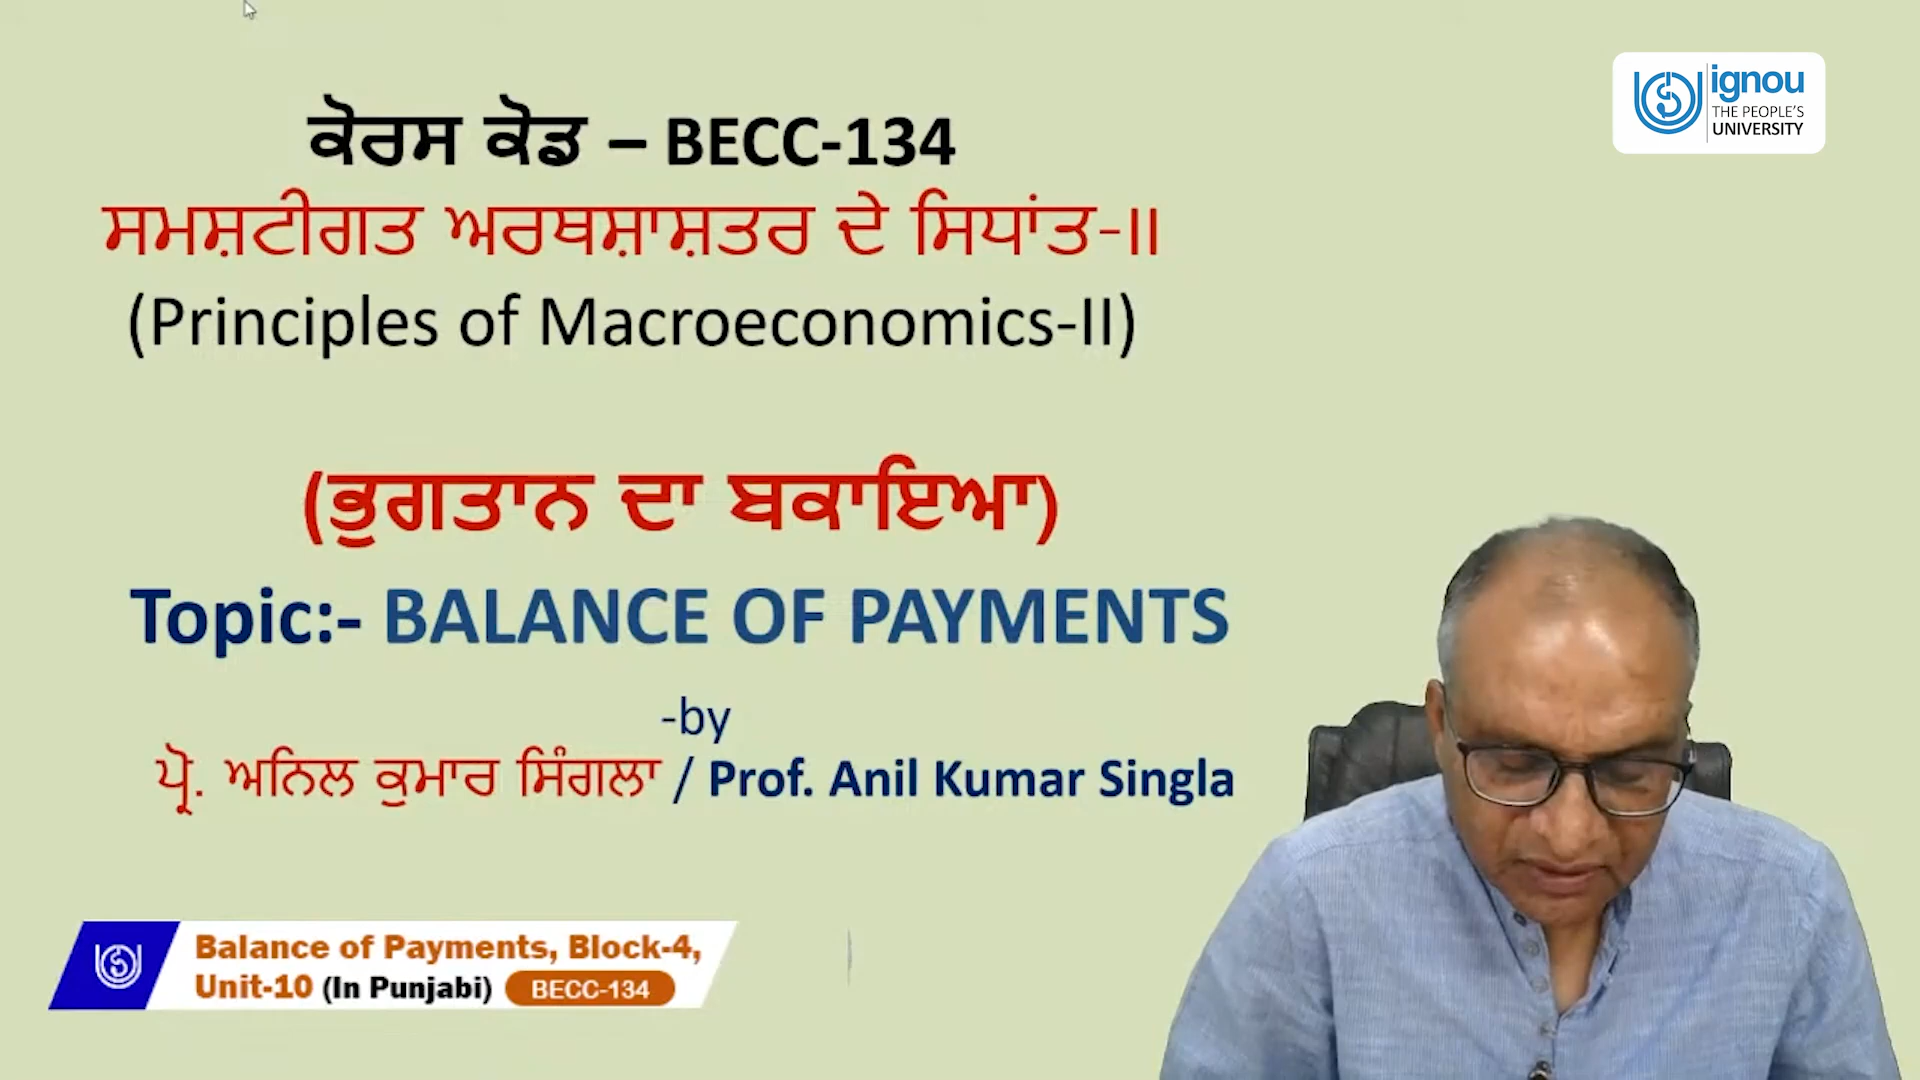 ਕੋਰਸ ਕੋਡ – BECC-134
ਸਮਸ਼ਟੀਗਤ ਅਰਥਸ਼ਾਸ਼ਤਰ ਦੇ ਸਿਧਾਂਤ-II
(Principles of Macroeconomics-II)
(ਭੁਗਤਾਨ ਦਾ ਬਕਾਇਆ)
Topic:- BALANCE OF PAYMENTS
-by
ਪ੍ਰੋ. ਅਨਿਲ ਕੁਮਾਰ ਸਿੰਗਲਾ / Prof. Anil Kumar Singla
ignou
THE PEOPLE'S
UNIVERSITY
Balance of Payments, Block-4,
Unit-10 (In Punjabi) BECC-134